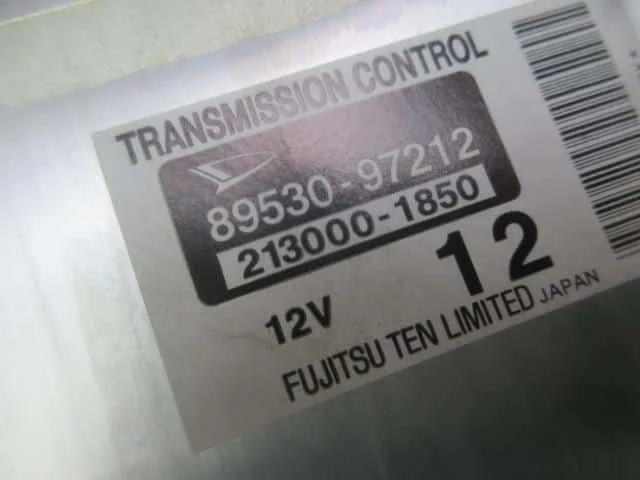 TRANSMISSION CONTROL
89530-97212
213000-1850
12V
12
FUJITSU TEN LIMITED JAPAN